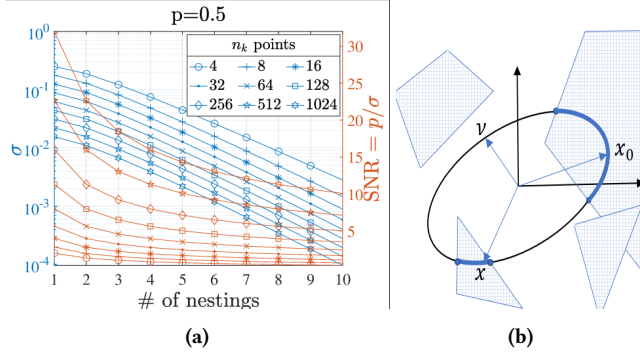 p=0.5
10^0
10^-1
10^-2
10^-3
10^-4
σ
n_k points
4 8 16
32 64 128
256 512 1024
30
25
20
15
10
5
SNR = p/σ
1 2 3 4 5 6 7 8 9 10
# of nestings
(a)
ν
x_0
x
(b)